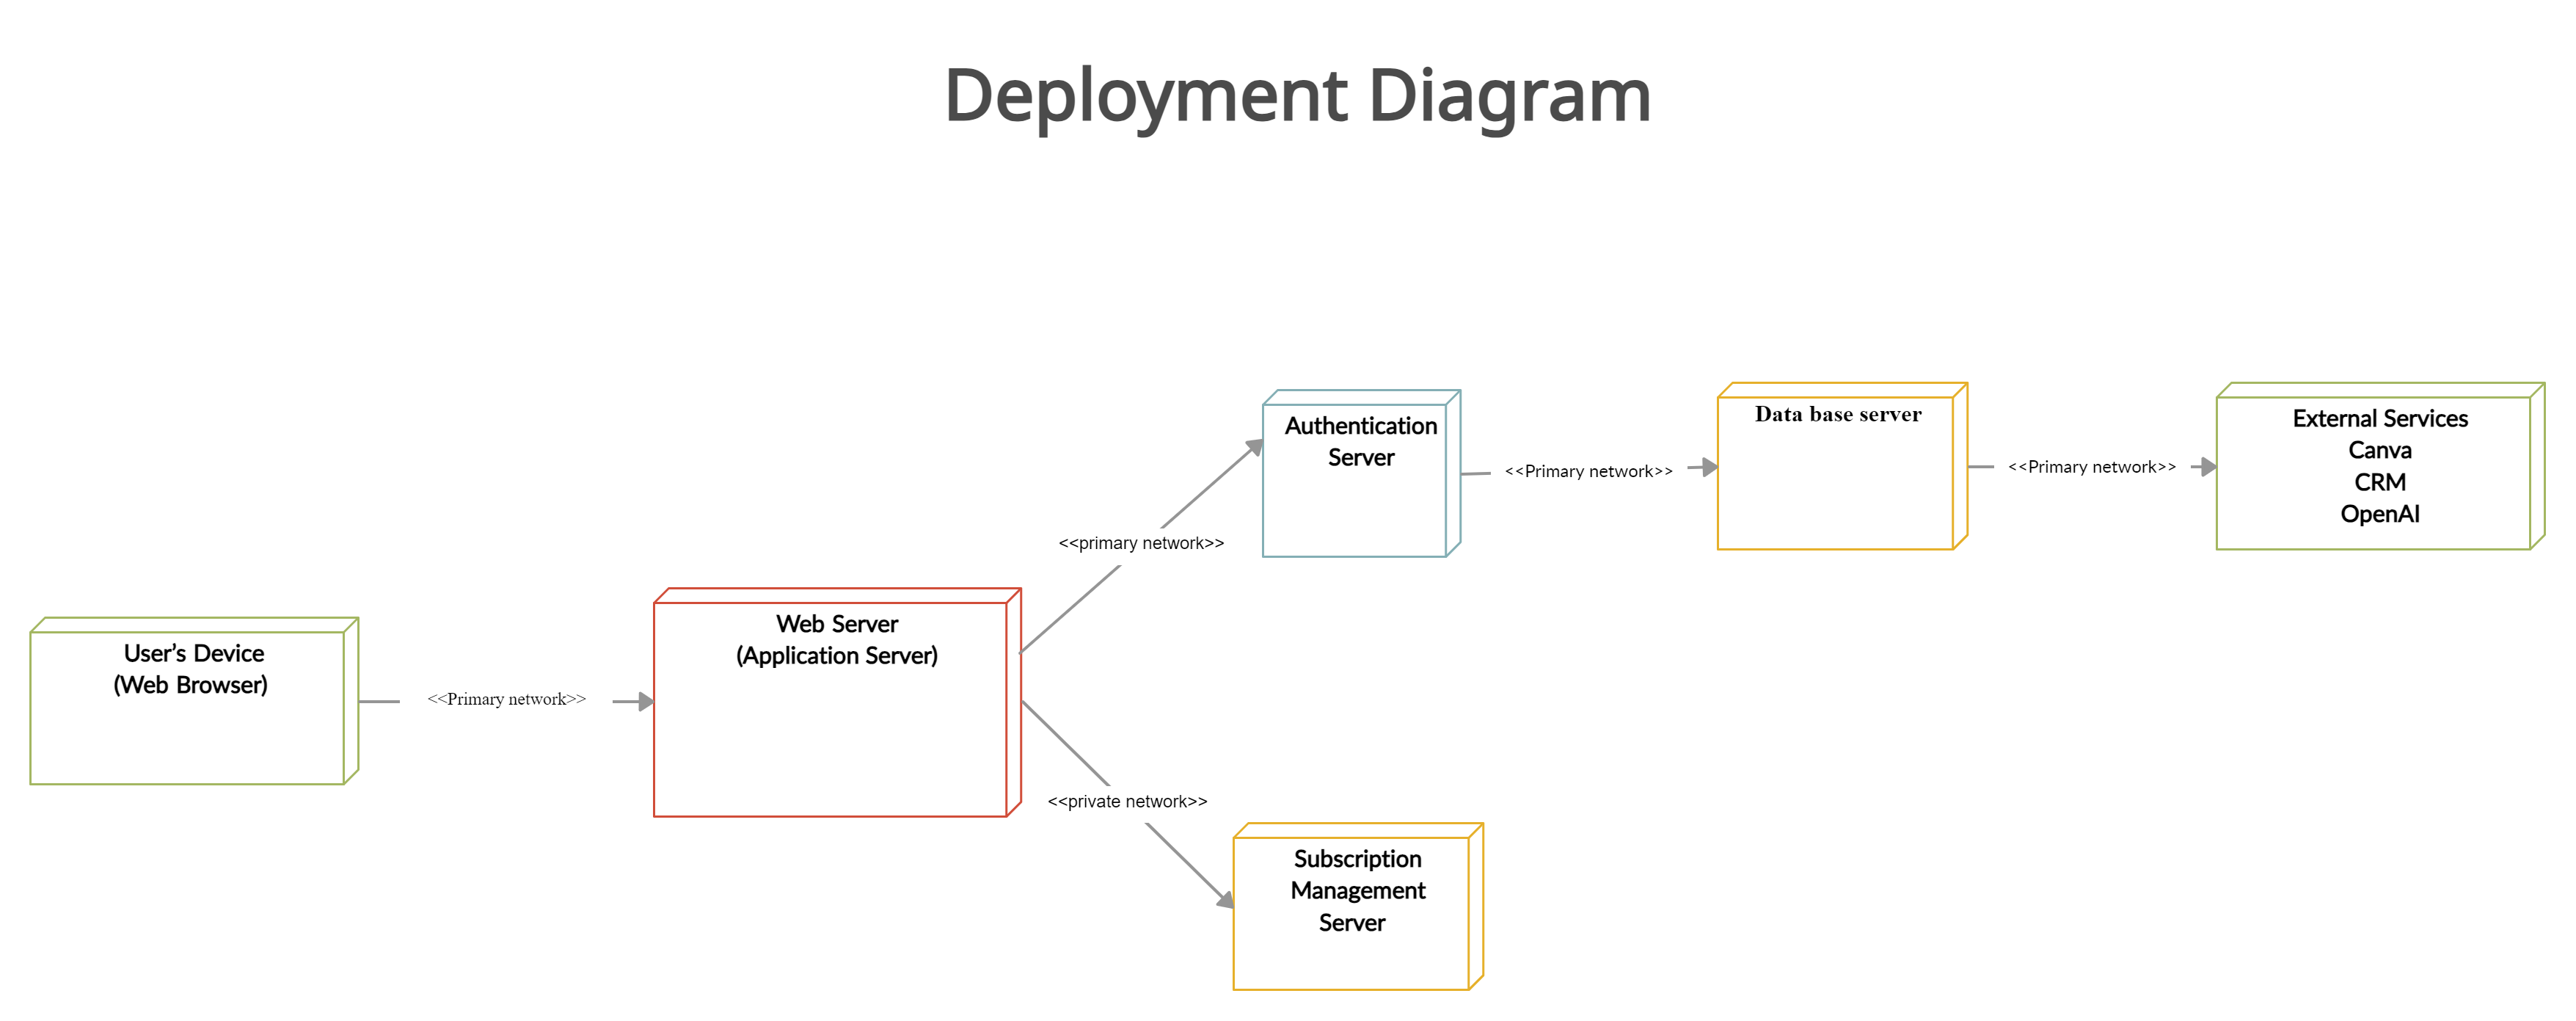 Deployment Diagram
User’s Device
(Web Browser)
<<Primary network>>
Web Server
(Application Server)
<<primary network>>
<<private network>>
Authentication
Server
<<Primary network>>
Data base server
<<Primary network>>
External Services
Canva
CRM
OpenAI
Subscription
Management
Server